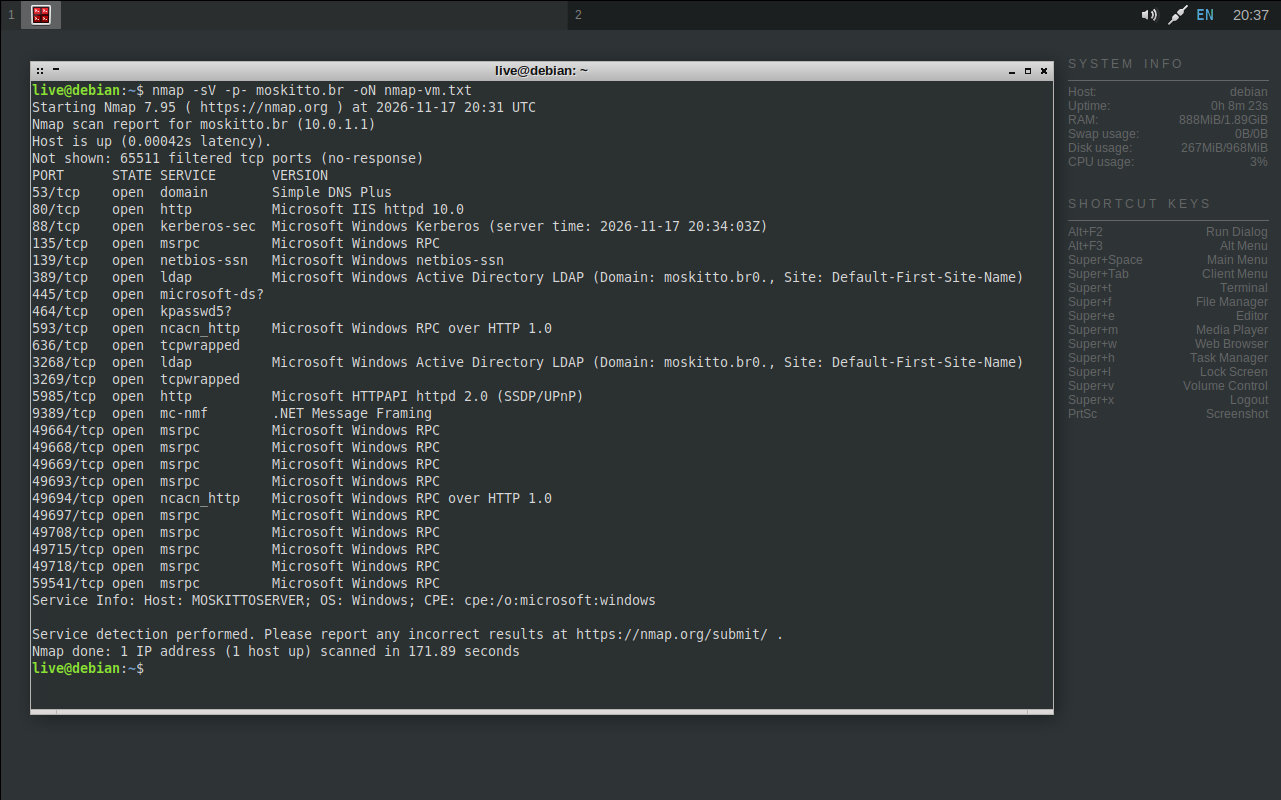 1
2
EN 20:37
live@debian: ~
live@debian:~$ nmap -sV -p- moskitto.br -oN nmap-vm.txt
Starting Nmap 7.95 ( https://nmap.org ) at 2026-11-17 20:31 UTC
Nmap scan report for moskitto.br (10.0.1.1)
Host is up (0.00042s latency).
Not shown: 65511 filtered tcp ports (no-response)
PORT      STATE SERVICE       VERSION
53/tcp    open  domain        Simple DNS Plus
80/tcp    open  http          Microsoft IIS httpd 10.0
88/tcp    open  kerberos-sec  Microsoft Windows Kerberos (server time: 2026-11-17 20:34:03Z)
135/tcp   open  msrpc         Microsoft Windows RPC
139/tcp   open  netbios-ssn   Microsoft Windows netbios-ssn
389/tcp   open  ldap          Microsoft Windows Active Directory LDAP (Domain: moskitto.br0., Site: Default-First-Site-Name)
445/tcp   open  microsoft-ds?
464/tcp   open  kpasswd5?
593/tcp   open  ncacn_http    Microsoft Windows RPC over HTTP 1.0
636/tcp   open  tcpwrapped
3268/tcp  open  ldap          Microsoft Windows Active Directory LDAP (Domain: moskitto.br0., Site: Default-First-Site-Name)
3269/tcp  open  tcpwrapped
5985/tcp  open  http          Microsoft HTTPAPI httpd 2.0 (SSDP/UPnP)
9389/tcp  open  mc-nmf        .NET Message Framing
49664/tcp open  msrpc         Microsoft Windows RPC
49668/tcp open  msrpc         Microsoft Windows RPC
49669/tcp open  msrpc         Microsoft Windows RPC
49693/tcp open  msrpc         Microsoft Windows RPC
49694/tcp open  ncacn_http    Microsoft Windows RPC over HTTP 1.0
49697/tcp open  msrpc         Microsoft Windows RPC
49708/tcp open  msrpc         Microsoft Windows RPC
49715/tcp open  msrpc         Microsoft Windows RPC
49718/tcp open  msrpc         Microsoft Windows RPC
59541/tcp open  msrpc         Microsoft Windows RPC
Service Info: Host: MOSKITTOSERVER; OS: Windows; CPE: cpe:/o:microsoft:windows
Service detection performed. Please report any incorrect results at https://nmap.org/submit/ .
Nmap done: 1 IP address (1 host up) scanned in 171.89 seconds
live@debian:~$
SYSTEM INFO
Host: debian
Uptime: 0h 8m 23s
RAM: 888MiB/1.89GiB
Swap usage: 0B/0B
Disk usage: 267MiB/968MiB
CPU usage: 3%
SHORTCUT KEYS
Alt+F2 Run Dialog
Alt+F3 Alt Menu
Super+Space Main Menu
Super+Tab Client Menu
Super+t Terminal
Super+f File Manager
Super+e Editor
Super+m Media Player
Super+w Web Browser
Super+h Task Manager
Super+l Lock Screen
Super+v Volume Control
Super+x Logout
PrtSc Screenshot